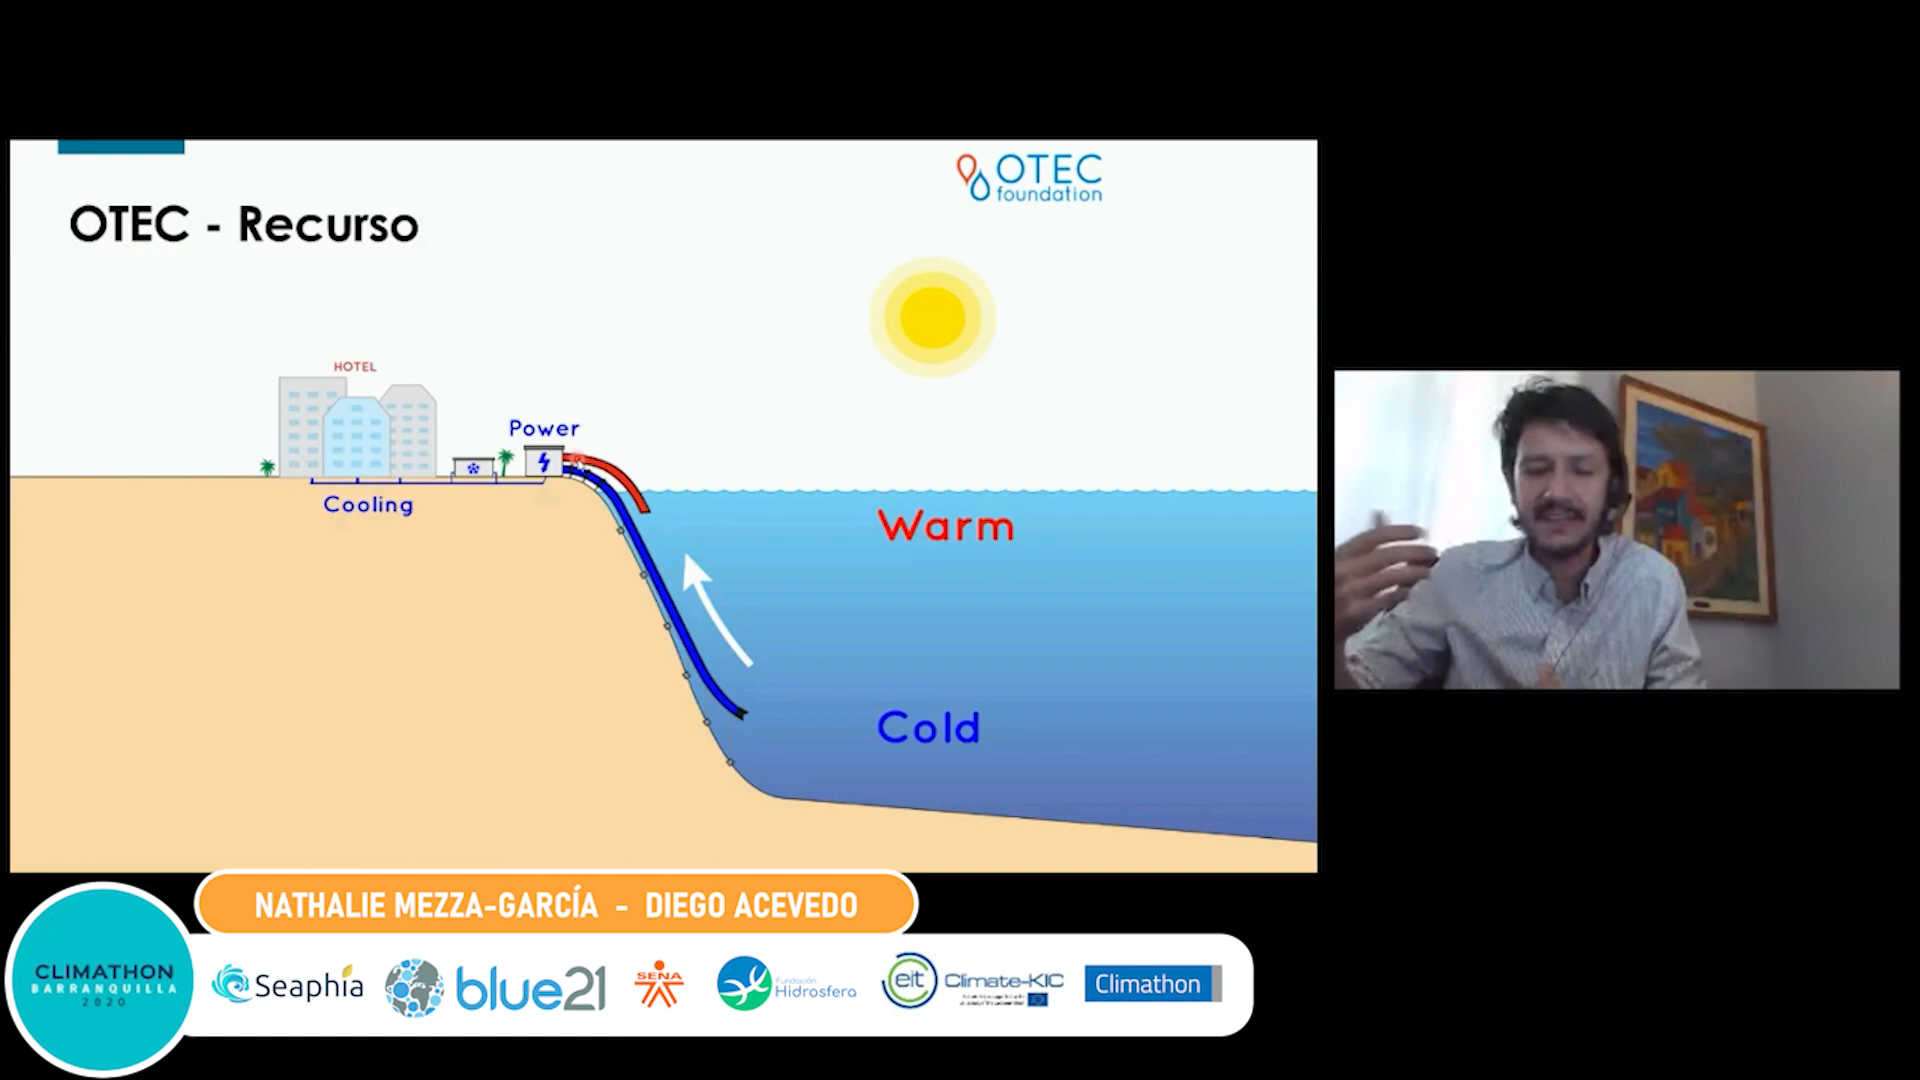 OTEC
foundation
OTEC - Recurso
HOTEL
Power
Cooling
Warm
Cold
NATHALIE MEZZA-GARCÍA - DIEGO ACEVEDO
CLIMATHON
BARRANQUILLA
2020
Seaphia
blue21
SENA
Fundación
Hidrosfera
eit
Climate-KIC
Climathon